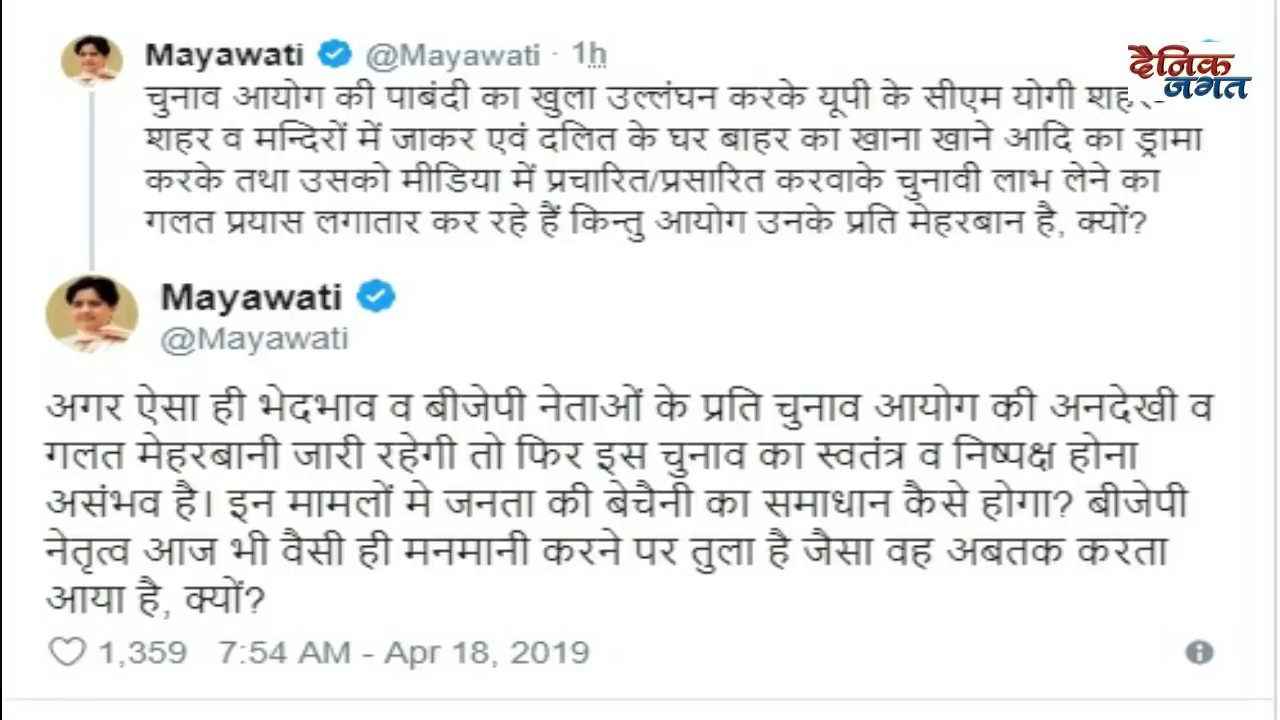 Mayawati @Mayawati · 1h
दैनिक जगत
चुनाव आयोग की पाबंदी का खुला उल्लंघन करके यूपी के सीएम योगी शहर-
शहर व मन्दिरों में जाकर एवं दलित के घर बाहर का खाना खाने आदि का ड्रामा
करके तथा उसको मीडिया में प्रचारित/प्रसारित करवाके चुनावी लाभ लेने का
गलत प्रयास लगातार कर रहे हैं किन्तु आयोग उनके प्रति मेहरबान है, क्यों?
Mayawati
@Mayawati
अगर ऐसा ही भेदभाव व बीजेपी नेताओं के प्रति चुनाव आयोग की अनदेखी व
गलत मेहरबानी जारी रहेगी तो फिर इस चुनाव का स्वतंत्र व निष्पक्ष होना
असंभव है। इन मामलों मे जनता की बेचैनी का समाधान कैसे होगा? बीजेपी
नेतृत्व आज भी वैसी ही मनमानी करने पर तुला है जैसा वह अबतक करता
आया है, क्यों?
1,359 7:54 AM - Apr 18, 2019